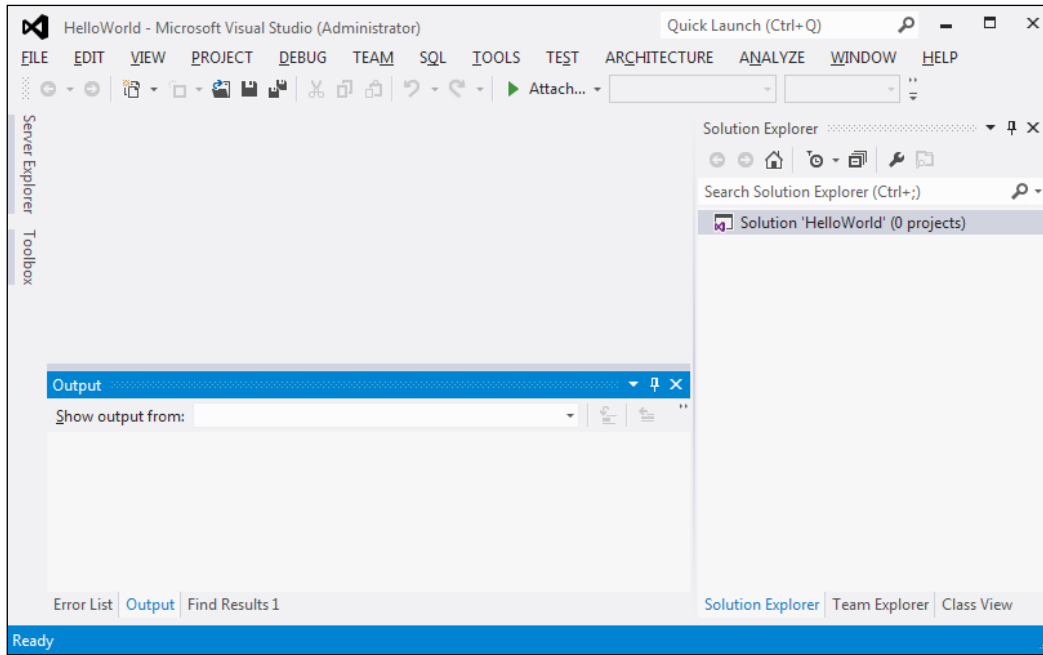 HelloWorld - Microsoft Visual Studio (Administrator)
Quick Launch (Ctrl+Q)
FILE EDIT VIEW PROJECT DEBUG TEAM SQL TOOLS TEST ARCHITECTURE ANALYZE WINDOW HELP
Attach...
Server Explorer
Toolbox
Solution Explorer
Search Solution Explorer (Ctrl+;)
Solution 'HelloWorld' (0 projects)
Output
Show output from:
Error List Output Find Results 1
Solution Explorer Team Explorer Class View
Ready